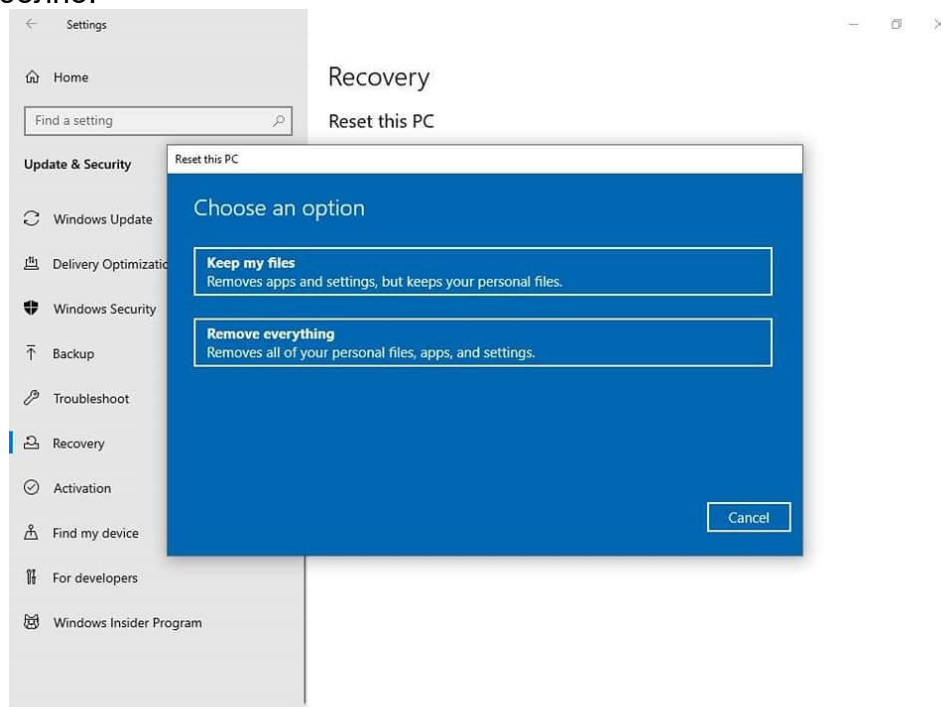 Settings
Home
Recovery
Find a setting
Reset this PC
Update & Security
Reset this PC
Windows Update
Choose an option
Delivery Optimizatio
Keep my files
Removes apps and settings, but keeps your personal files.
Windows Security
Remove everything
Removes all of your personal files, apps, and settings.
Backup
Troubleshoot
Recovery
Activation
Cancel
Find my device
For developers
Windows Insider Program